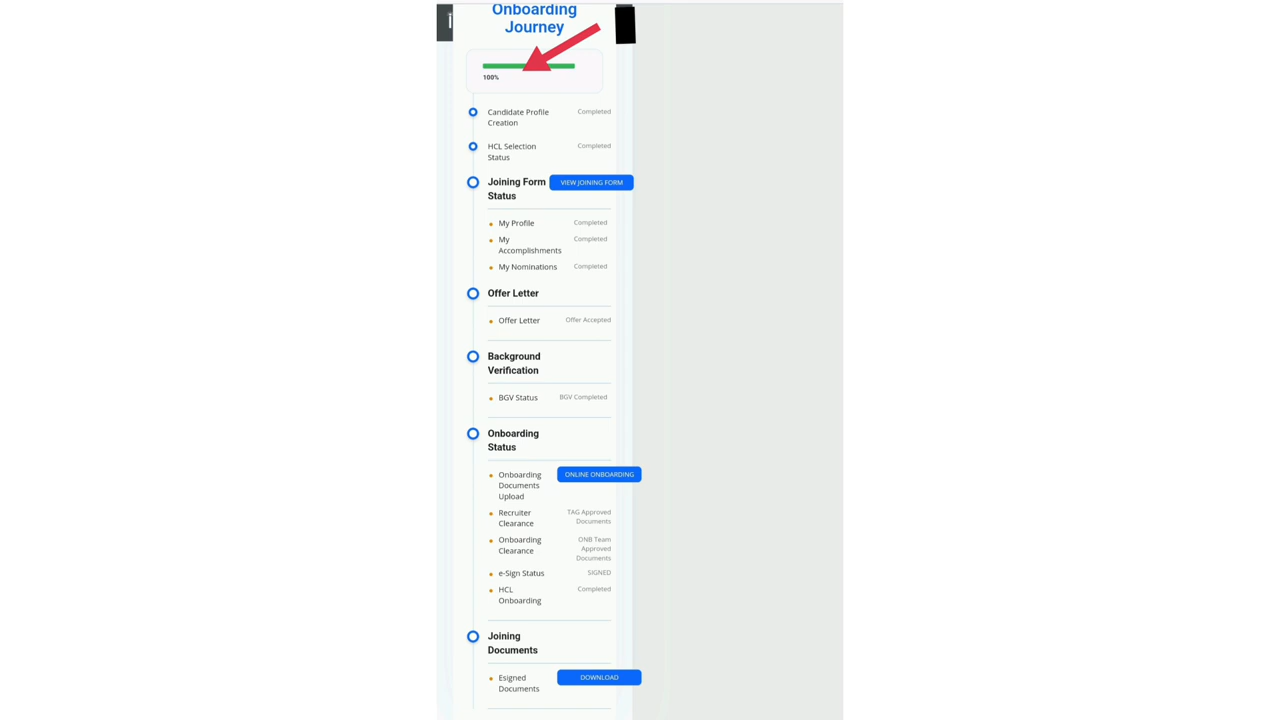 Onboarding
Journey
100%
Candidate Profile
Creation
Completed
HCL Selection
Status
Completed
Joining Form
Status
VIEW JOINING FORM
My Profile
Completed
My
Accomplishments
Completed
My Nominations
Completed
Offer Letter
Offer Letter
Offer Accepted
Background
Verification
BGV Status
BGV Completed
Onboarding
Status
Onboarding
Documents
Upload
ONLINE ONBOARDING
Recruiter
Clearance
TAG Approved
Documents
Onboarding
Clearance
ONB Team
Approved
Documents
e-Sign Status
SIGNED
HCL
Onboarding
Completed
Joining
Documents
Esigned
Documents
DOWNLOAD